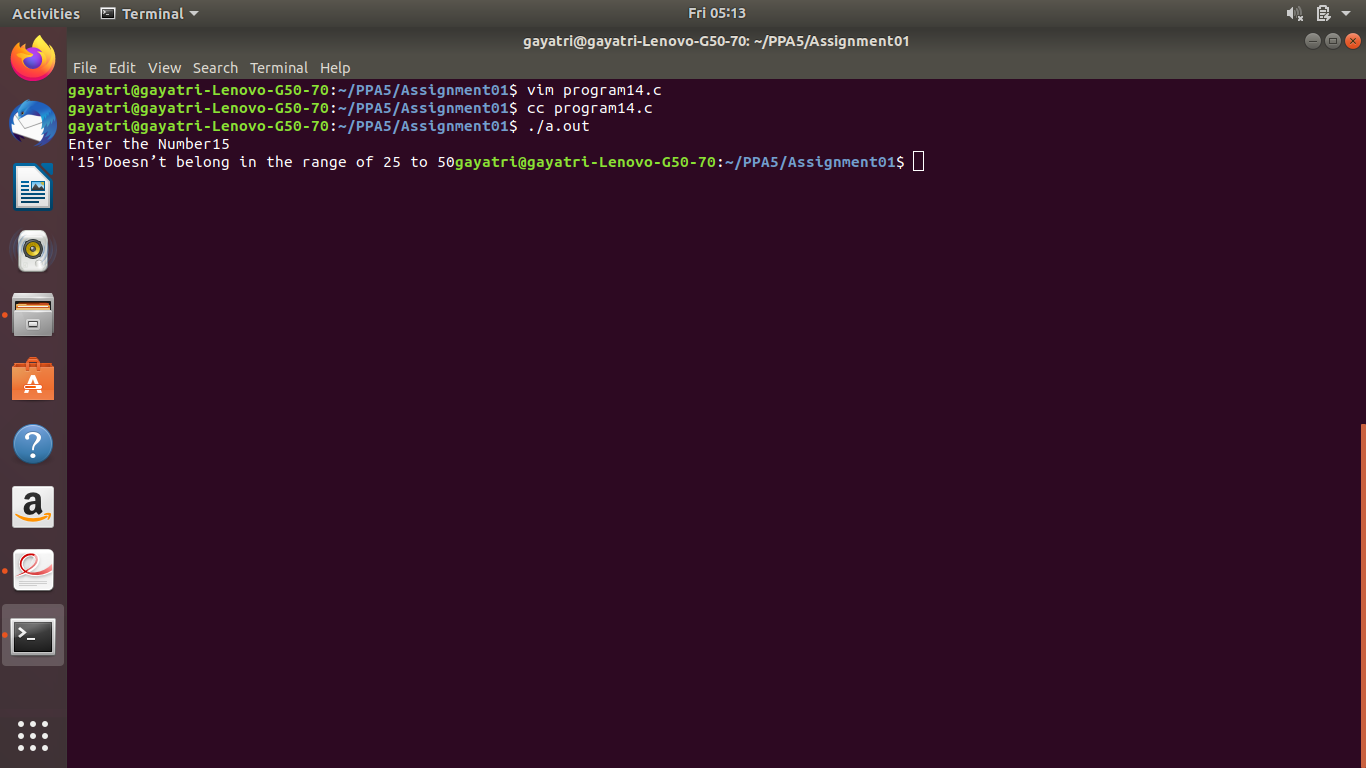 Activities Terminal Fri 05:13
gayatri@gayatri-Lenovo-G50-70: ~/PPA5/Assignment01
File Edit View Search Terminal Help
gayatri@gayatri-Lenovo-G50-70:~/PPA5/Assignment01$ vim program14.c
gayatri@gayatri-Lenovo-G50-70:~/PPA5/Assignment01$ cc program14.c
gayatri@gayatri-Lenovo-G50-70:~/PPA5/Assignment01$ ./a.out
Enter the Number15
'15'Doesn’t belong in the range of 25 to 50gayatri@gayatri-Lenovo-G50-70:~/PPA5/Assignment01$